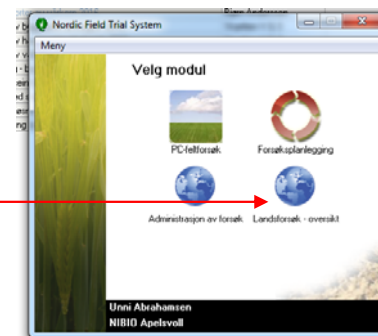 Nordic Field Trial System
Meny
Velg modul
PC-feltforsøk
Forsøksplanlegging
Administrasjon av forsøk
Landsforsøk - oversikt
Unni Abrahamsen
NIBIO Apelsvoll